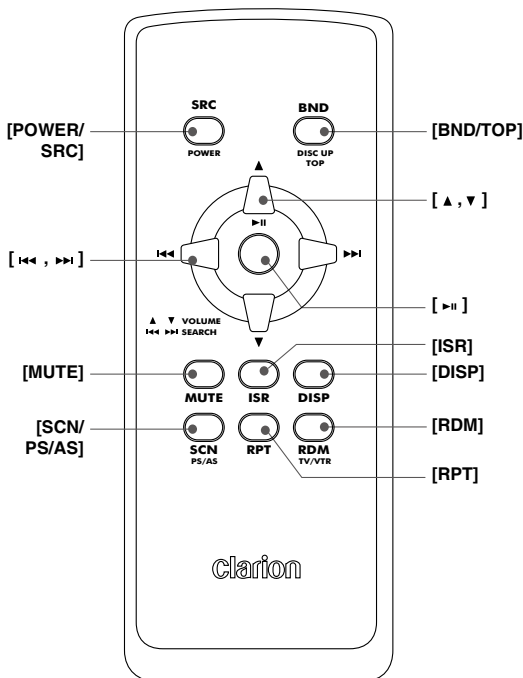 SRC
BND
[POWER/
SRC]
[BND/TOP]
POWER
DISC UP
TOP
▲
[ ▲ , ▼ ]
►II
[ I◄◄ , ►►I ]
I◄◄
►►I
[ ►II ]
▲ ▼ VOLUME
I◄◄ ►►I SEARCH
▼
[ISR]
[MUTE]
[DISP]
MUTE ISR DISP
[SCN/
PS/AS]
[RDM]
SCN RPT RDM
PS/AS TV/VTR
[RPT]
clarion